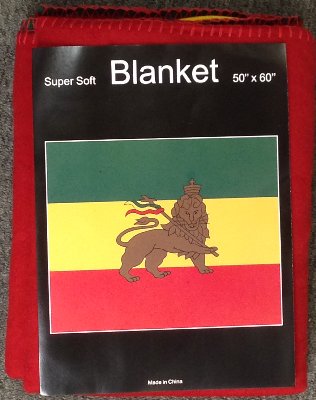 Super Soft Blanket 50" x 60"
Made in China